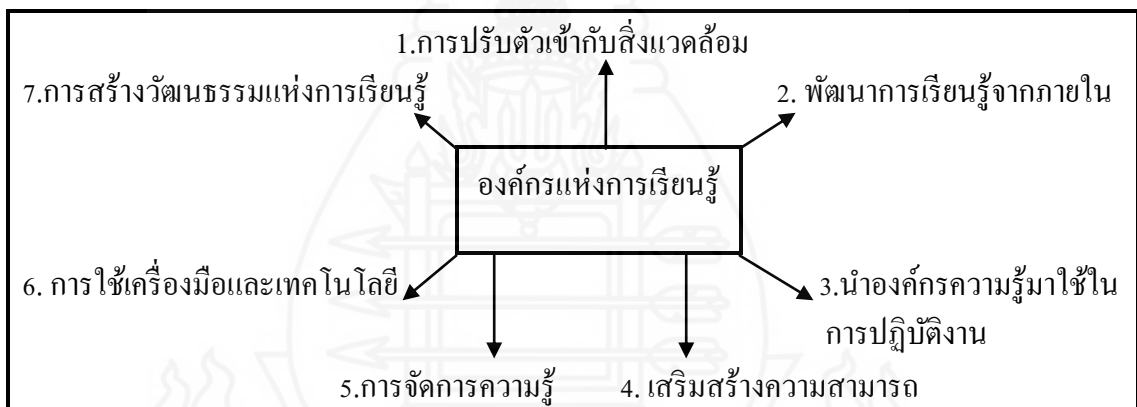 1.การปรับตัวเข้ากับสิ่งแวดล้อม
7.การสร้างวัฒนธรรมแห่งการเรียนรู้
2. พัฒนาการเรียนรู้จากภายใน
องค์กรแห่งการเรียนรู้
6. การใช้เครื่องมือและเทคโนโลยี
3.นำองค์กรความรู้มาใช้ใน
การปฏิบัติงาน
5.การจัดการความรู้
4. เสริมสร้างความสามารถ